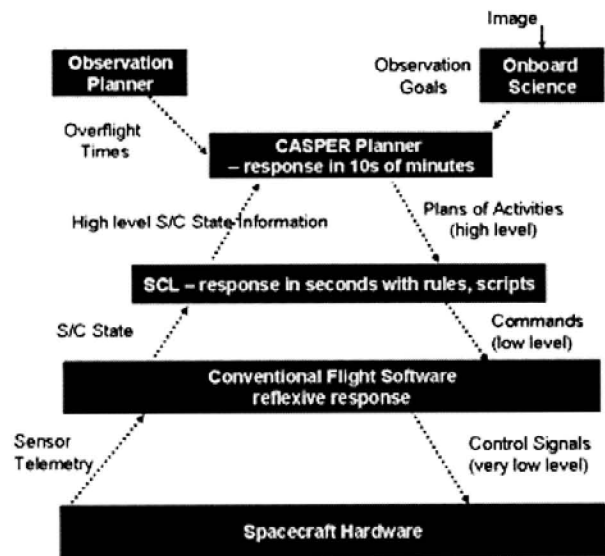 Image
Observation
Planner
Observation
Goals
Onboard
Science
Overflight
Times
CASPER Planner
– response in 10s of minutes
High level S/C State Information
Plans of Activities
(high level)
SCL – response in seconds with rules, scripts
S/C State
Commands
(low level)
Conventional Flight Software
reflexive response
Sensor
Telemetry
Control Signals
(very low level)
Spacecraft Hardware